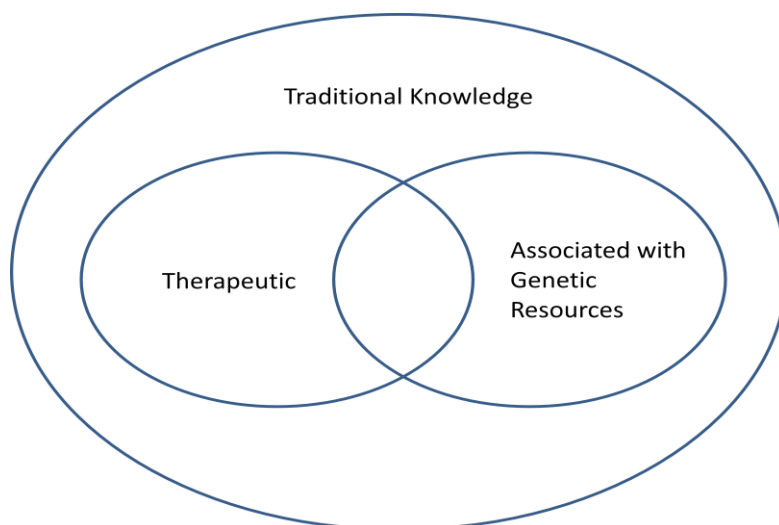 Traditional Knowledge
Therapeutic
Associated with
Genetic
Resources